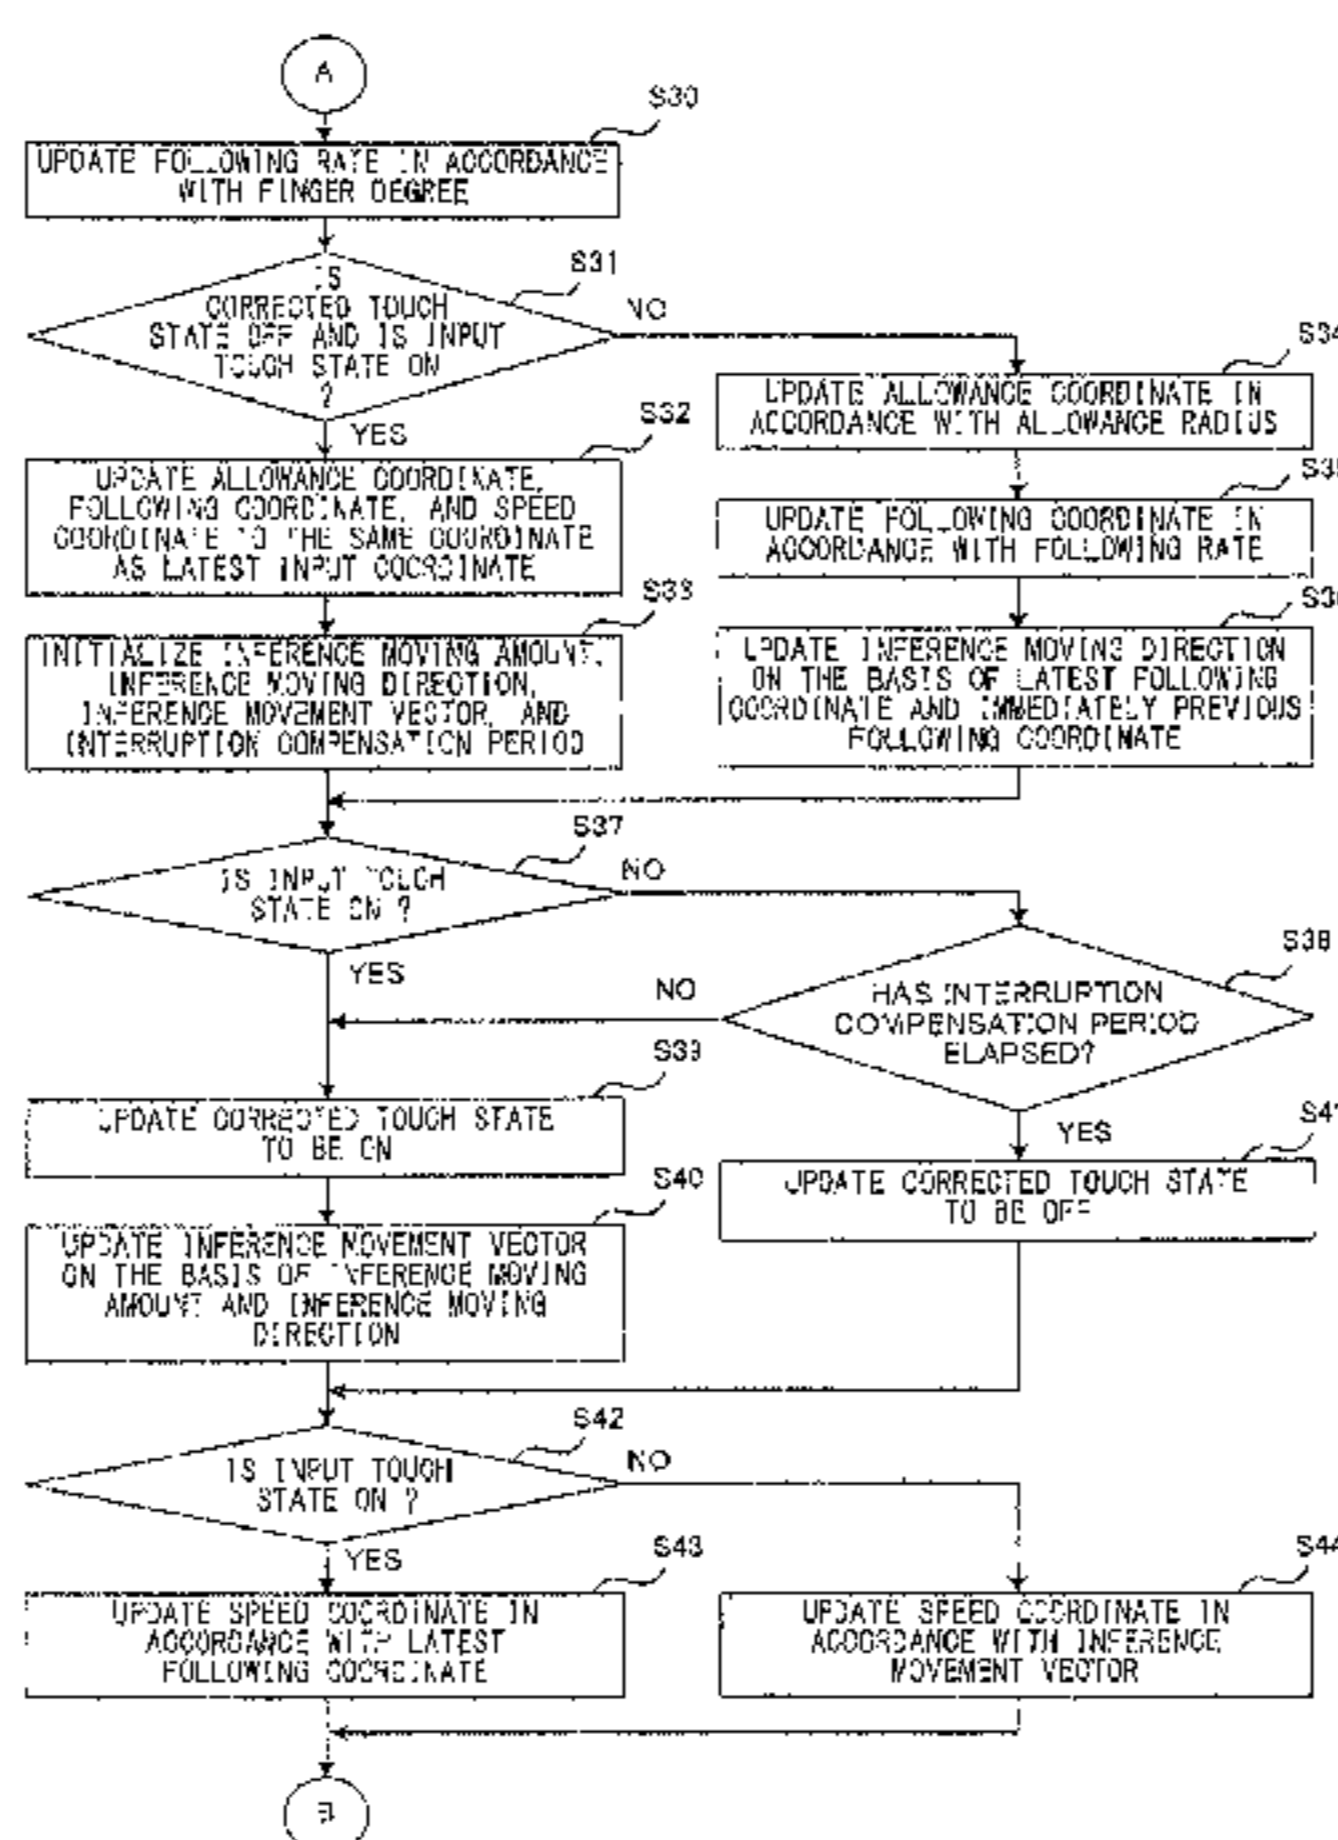 A
S30
UPDATE FOLLOWING RATE IN ACCORDANCE
WITH FINGER DEGREE
S31
IS
CORRECTED TOUCH
STATE OFF AND IS INPUT
TOUCH STATE ON
?
NO
YES
S32
UPDATE ALLOWANCE COORDINATE,
FOLLOWING COORDINATE, AND SPEED
COORDINATE TO THE SAME COORDINATE
AS LATEST INPUT COORDINATE
S33
INITIALIZE INFERENCE MOVING AMOUNT,
INFERENCE MOVING DIRECTION,
INFERENCE MOVEMENT VECTOR, AND
INTERRUPTION COMPENSATION PERIOD
S34
UPDATE ALLOWANCE COORDINATE IN
ACCORDANCE WITH ALLOWANCE RADIUS
S35
UPDATE FOLLOWING COORDINATE IN
ACCORDANCE WITH FOLLOWING RATE
S36
UPDATE INFERENCE MOVING DIRECTION
ON THE BASIS OF LATEST FOLLOWING
COORDINATE AND IMMEDIATELY PREVIOUS
FOLLOWING COORDINATE
S37
IS INPUT TOUCH
STATE ON ?
NO
YES
S38
HAS INTERRUPTION
COMPENSATION PERIOD
ELAPSED?
NO
YES
S39
UPDATE CORRECTED TOUCH STATE
TO BE ON
S40
UPDATE INFERENCE MOVEMENT VECTOR
ON THE BASIS OF INFERENCE MOVING
AMOUNT AND INFERENCE MOVING
DIRECTION
S41
UPDATE CORRECTED TOUCH STATE
TO BE OFF
S42
IS INPUT TOUCH
STATE ON ?
NO
YES
S43
UPDATE SPEED COORDINATE IN
ACCORDANCE WITH LATEST
FOLLOWING COORDINATE
S44
UPDATE SPEED COORDINATE IN
ACCORDANCE WITH INFERENCE
MOVEMENT VECTOR
B